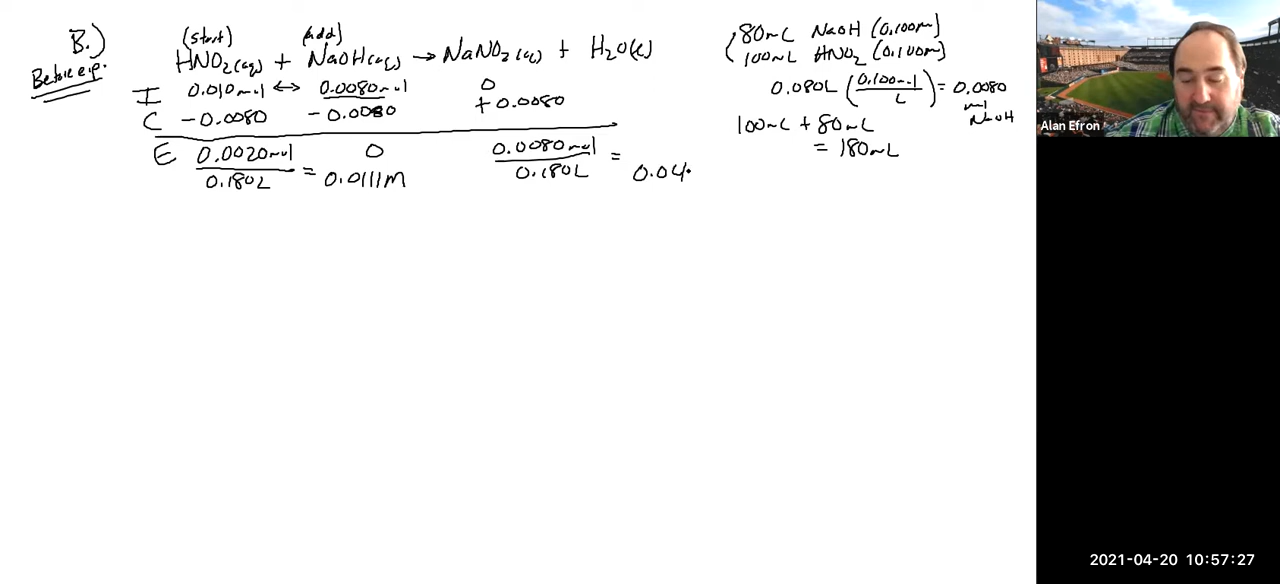 B.)
Before e.p.
(start) (add)
HNO₂(aq) + NaOH(aq) → NaNO₂(aq) + H₂O(l)
I 0.010mol ↔ 0.0080mol 0
C -0.0080 -0.0080 +0.0080
E 0.0020mol 0 0.0080mol
0.180L = 0.0111M 0.180L = 0.04
80mL NaOH (0.100M)
100mL HNO₂ (0.100M)
0.080L (0.100mol/L) = 0.0080
mol
NaOH
100mL + 80mL
= 180mL
Alan Efron
2021-04-20 10:57:27